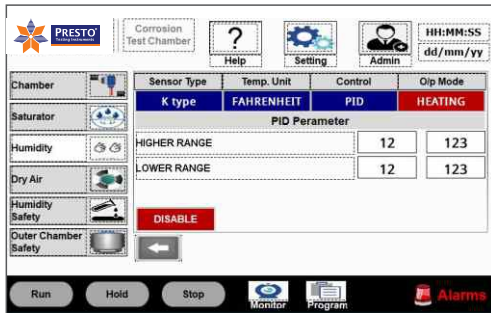 PRESTO
Testing Instruments
Corrosion
Test Chamber
?
Help
Setting
Admin
HH:MM:SS
dd/mm/yy
Chamber
Saturator
Humidity
Dry Air
Humidity
Safety
Outer Chamber
Safety
Sensor Type Temp. Unit Control O/p Mode
K type FAHRENHEIT PID HEATING
PID Perameter
HIGHER RANGE 12 123
LOWER RANGE 12 123
DISABLE
Run Hold Stop Monitor Program Alarms